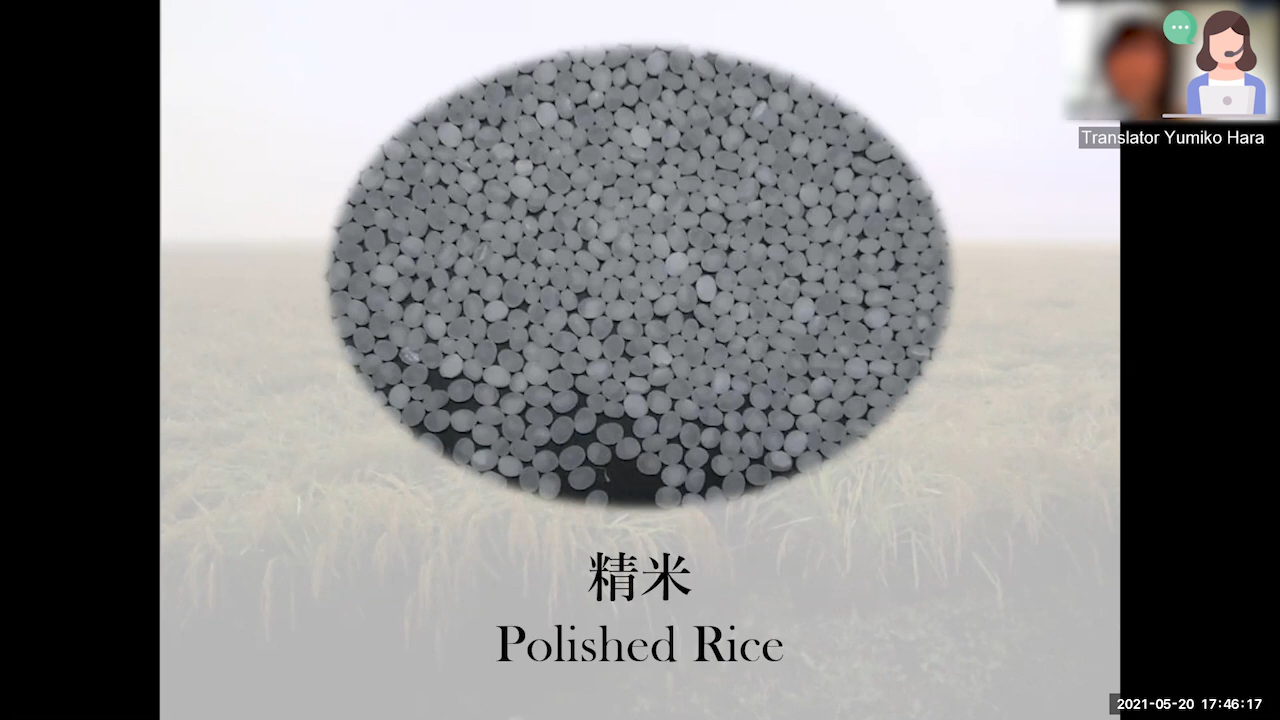 Translator Yumiko Hara
精米
Polished Rice
2021-05-20 17:46:17